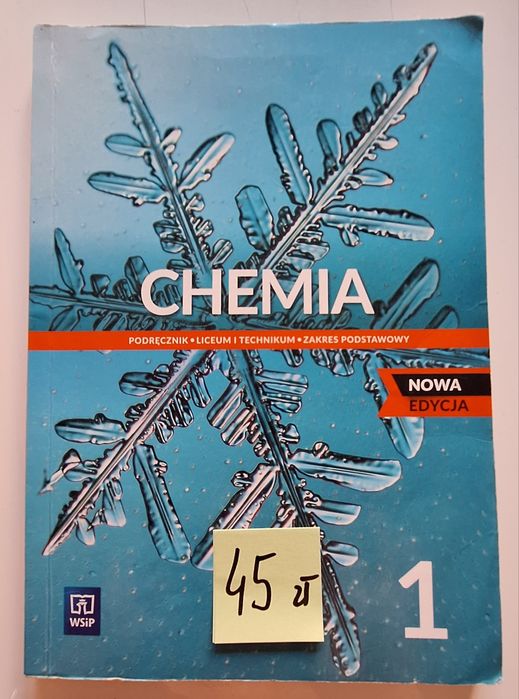 CHEMIA
PODRĘCZNIK • LICEUM I TECHNIKUM • ZAKRES PODSTAWOWY
NOWA
EDYCJA
45 zł
WSiP
1